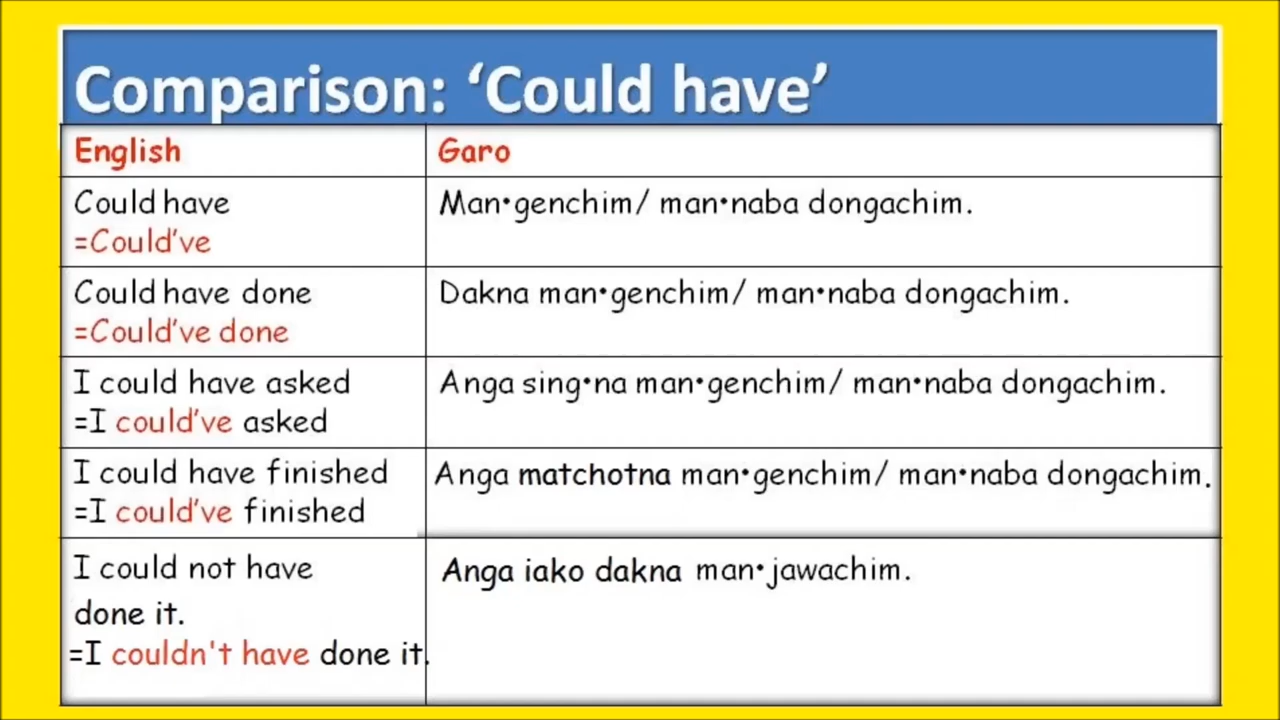 Comparison: ‘Could have’
English
Garo
Could have
=Could’ve
Man•genchim/ man•naba dongachim.
Could have done
=Could’ve done
Dakna man•genchim/ man•naba dongachim.
I could have asked
=I could’ve asked
Anga sing•na man•genchim/ man•naba dongachim.
I could have finished
=I could’ve finished
Anga matchotna man•genchim/ man•naba dongachim.
I could not have
done it.
=I couldn't have done it.
Anga iako dakna man•jawachim.